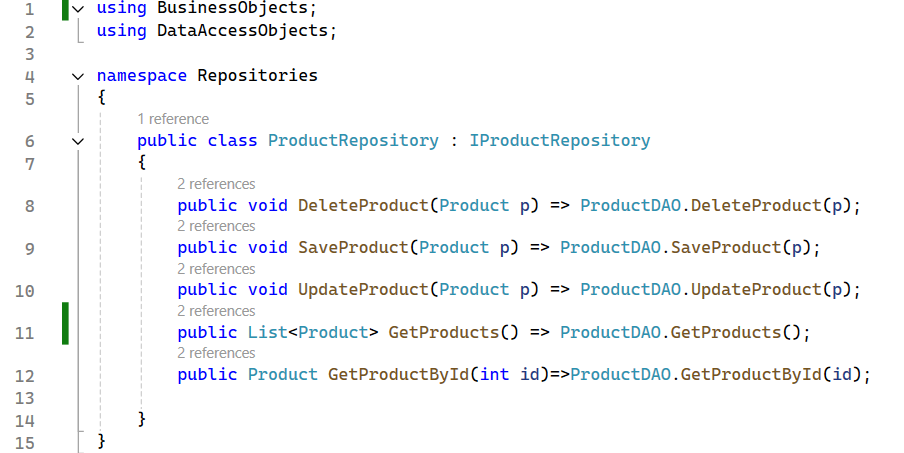 1 using BusinessObjects;
2 using DataAccessObjects;
3
4 namespace Repositories
5 {
1 reference
6 public class ProductRepository : IProductRepository
7 {
2 references
8 public void DeleteProduct(Product p) => ProductDAO.DeleteProduct(p);
2 references
9 public void SaveProduct(Product p) => ProductDAO.SaveProduct(p);
2 references
10 public void UpdateProduct(Product p) => ProductDAO.UpdateProduct(p);
2 references
11 public List<Product> GetProducts() => ProductDAO.GetProducts();
2 references
12 public Product GetProductById(int id)=>ProductDAO.GetProductById(id);
13
14 }
15 }